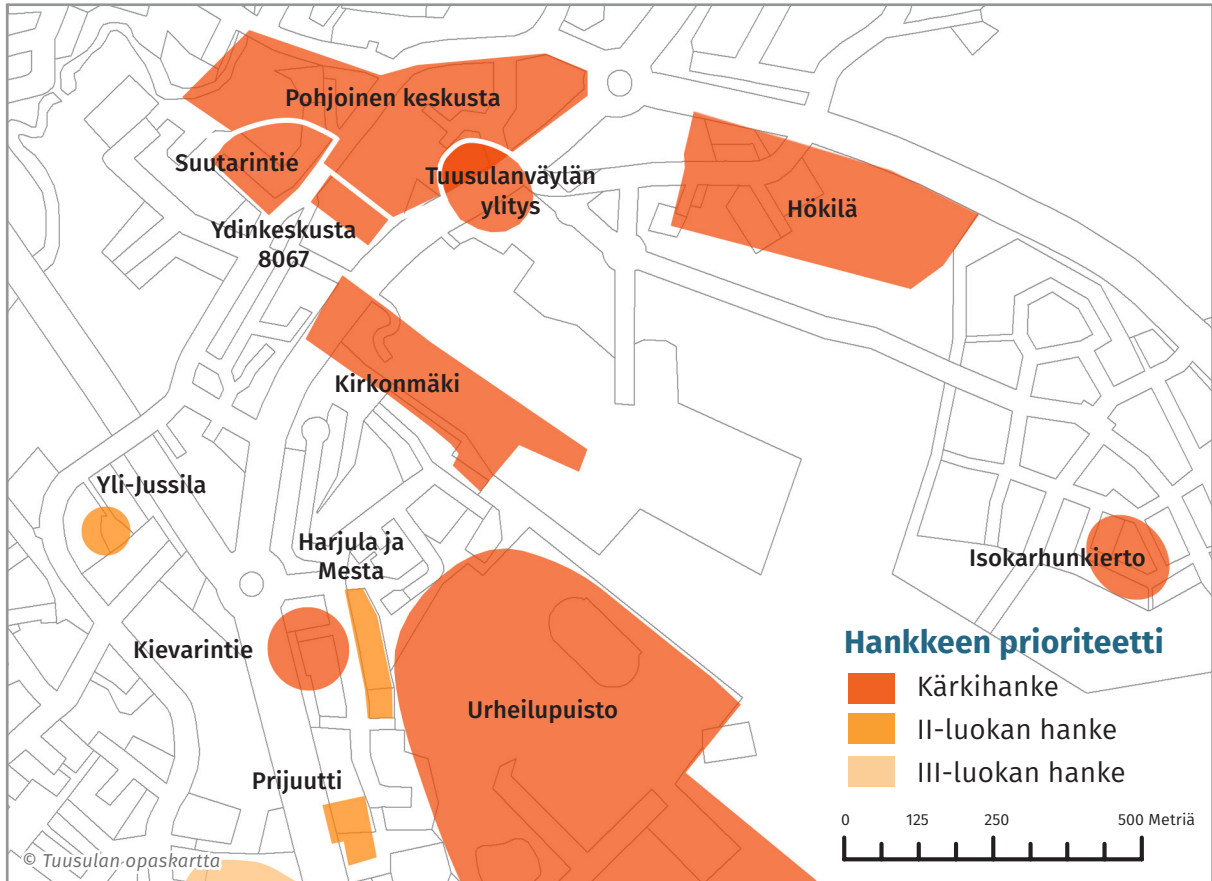 Pohjoinen keskusta
Suutarintie
Tuusulanväylän
ylitys
Hökilä
Ydinkeskusta
8067
Kirkonmäki
Yli-Jussila
Harjula ja
Mesta
Isokarhunkierto
Kievarintie
Urheilupuisto
Prijuutti
Hankkeen prioriteetti
Kärkihanke
II-luokan hanke
III-luokan hanke
0 125 250 500 Metriä
© Tuusulan opaskartta